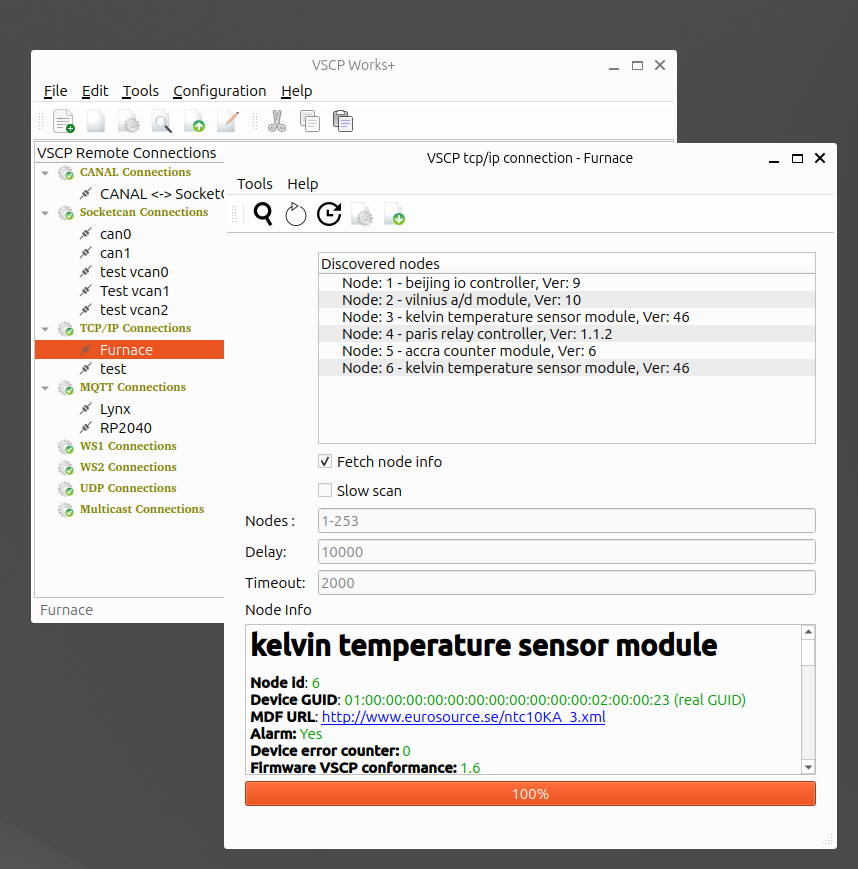 VSCP Works+
File Edit Tools Configuration Help
VSCP Remote Connections
CANAL Connections
CANAL <-> Socket
Socketcan Connections
can0
can1
test vcan0
Test vcan1
test vcan2
TCP/IP Connections
Furnace
test
MQTT Connections
Lynx
RP2040
WS1 Connections
WS2 Connections
UDP Connections
Multicast Connections
Furnace
VSCP tcp/ip connection - Furnace
Tools Help
Discovered nodes
Node: 1 - beijing io controller, Ver: 9
Node: 2 - vilnius a/d module, Ver: 10
Node: 3 - kelvin temperature sensor module, Ver: 46
Node: 4 - paris relay controller, Ver: 1.1.2
Node: 5 - accra counter module, Ver: 6
Node: 6 - kelvin temperature sensor module, Ver: 46
Fetch node info
Slow scan
Nodes : 1-253
Delay: 10000
Timeout: 2000
Node Info
kelvin temperature sensor module
Node id: 6
Device GUID: 01:00:00:00:00:00:00:00:00:00:00:00:02:00:00:23 (real GUID)
MDF URL: http://www.eurosource.se/ntc10KA_3.xml
Alarm: Yes
Device error counter: 0
Firmware VSCP conformance: 1.6
100%